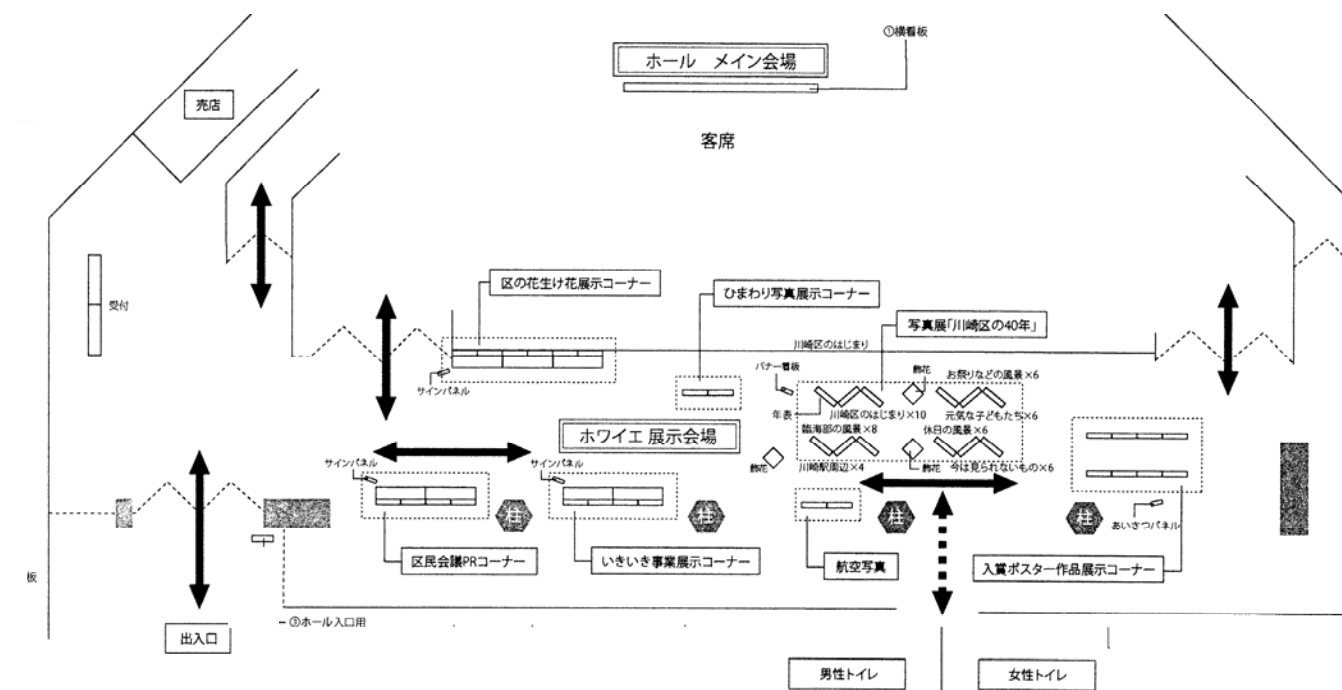 ①横看板
ホール　メイン会場
売店
客席
受付
区の花生け花展示コーナー
ひまわり写真展示コーナー
写真展「川崎区の40年」
川崎区のはじまり
サインパネル
バナー看板
飾花
お祭りなどの風景×6
年表
川崎区のはじまり×10
元気な子どもたち×6
臨海部の風景×8
休日の風景×6
ホワイエ 展示会場
サインパネル
サインパネル
飾花
川崎駅周辺×4
飾花
今は見られないもの×6
柱
柱
柱
柱
あいさつパネル
区民会議PRコーナー
いきいき事業展示コーナー
航空写真
入賞ポスター作品展示コーナー
板
③ホール入口用
出入口
男性トイレ
女性トイレ